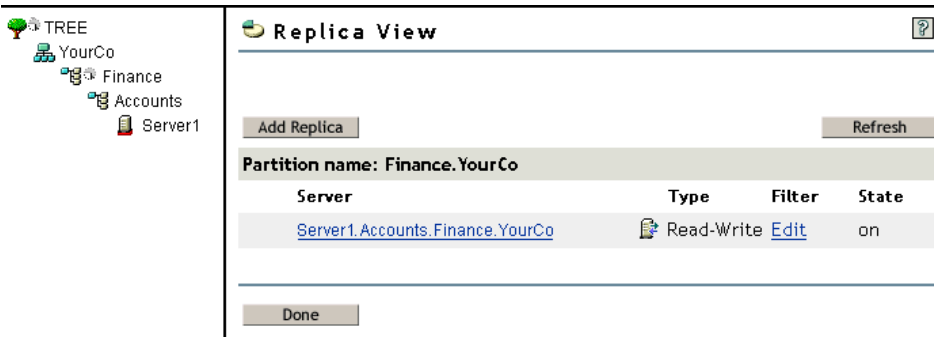 TREE
YourCo
Finance
Accounts
Server1
Replica View
?
Add Replica
Refresh
Partition name: Finance.YourCo
Server Type Filter State
Server1.Accounts.Finance.YourCo Read-Write Edit on
Done